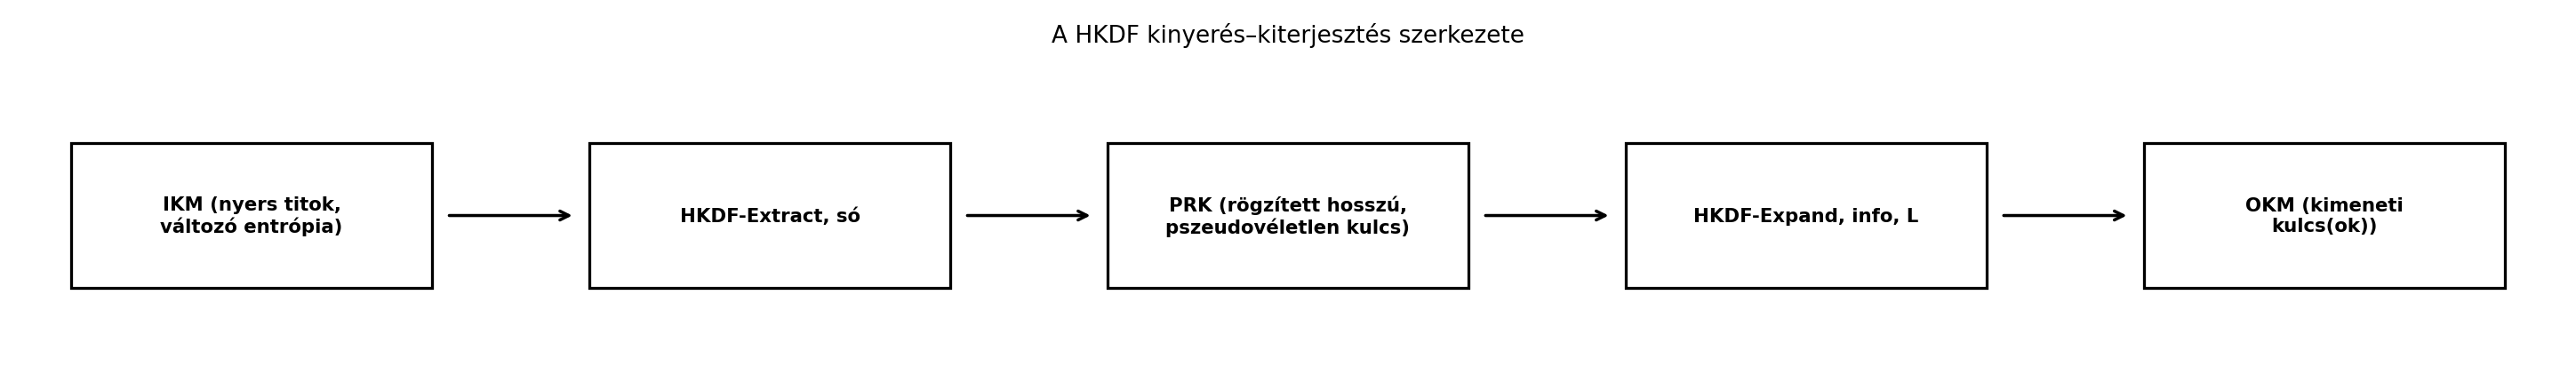 A HKDF kinyerés–kiterjesztés szerkezete
IKM (nyers titok,
változó entrópia)
HKDF-Extract, só
PRK (rögzített hosszú,
pszeudovéletlen kulcs)
HKDF-Expand, info, L
OKM (kimeneti
kulcs(ok))